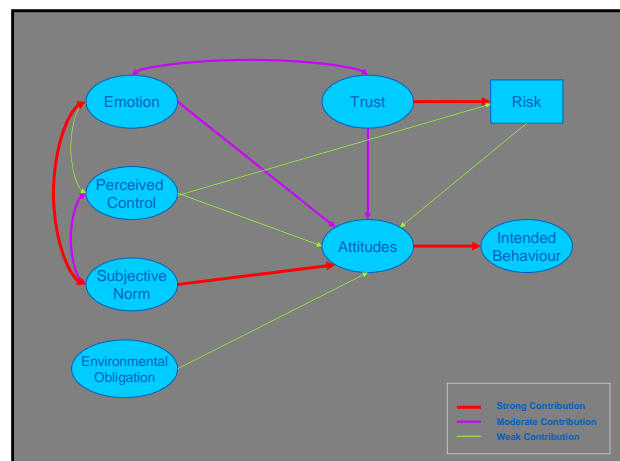 Emotion
Trust
Risk
Perceived
Control
Attitudes
Intended
Behaviour
Subjective
Norm
Environmental
Obligation
Strong Contribution
Moderate Contribution
Weak Contribution